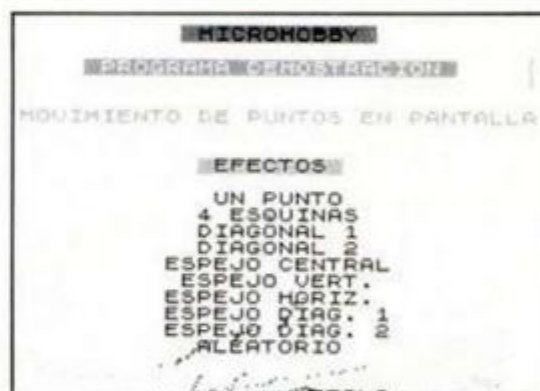 MICROHOBBY
PROGRAMA DEMOSTRACION
MOVIMIENTO DE PUNTOS EN PANTALLA
EFECTOS
UN PUNTO
4 ESQUINAS
DIAGONAL 1
DIAGONAL 2
ESPEJO CENTRAL
ESPEJO VERT.
ESPEJO HORIZ.
ESPEJO DIAG. 1
ESPEJO DIAG. 2
ALEATORIO